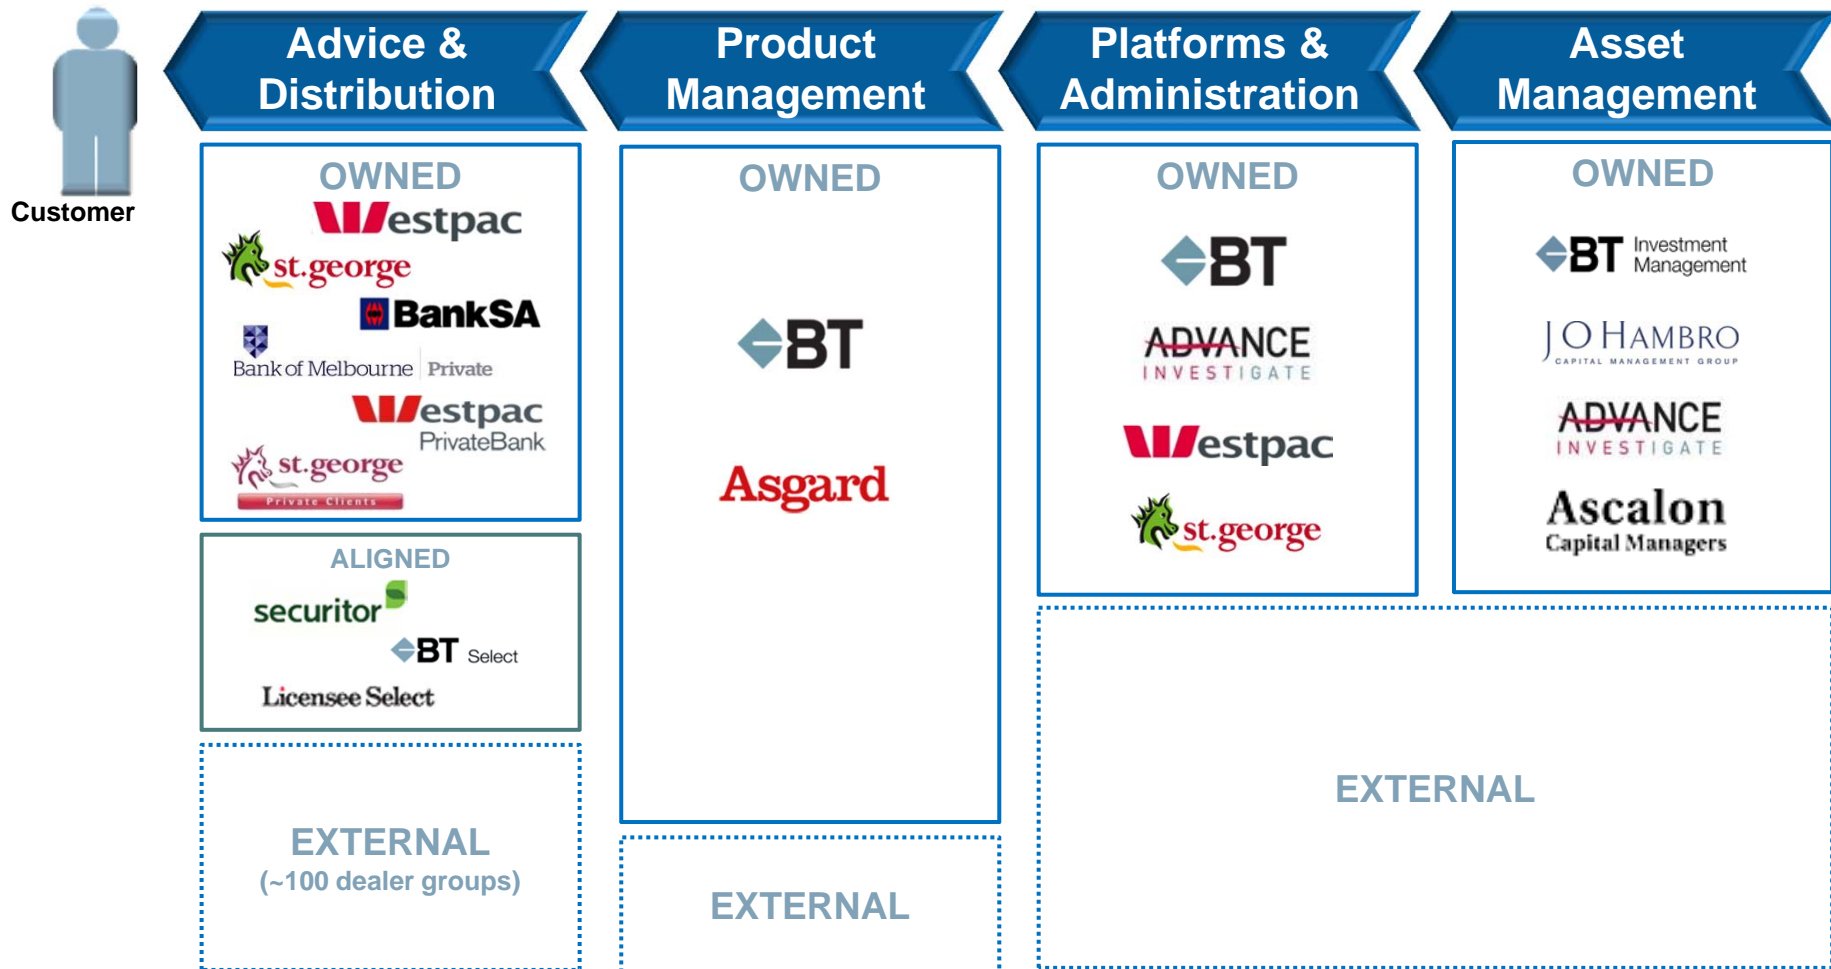 Customer
Advice &
Distribution
OWNED
Westpac
st.george
BankSA
Bank of Melbourne Private
Westpac
PrivateBank
st.george
Private Clients
ALIGNED
securitor
BT Select
Licensee Select
EXTERNAL
(~100 dealer groups)
Product
Management
OWNED
BT
Asgard
EXTERNAL
Platforms &
Administration
OWNED
BT
ADVANCE
INVESTIGATE
Westpac
st.george
Asset
Management
OWNED
BT Investment
Management
J O HAMBRO
CAPITAL MANAGEMENT GROUP
ADVANCE
INVESTIGATE
Ascalon
Capital Managers
EXTERNAL